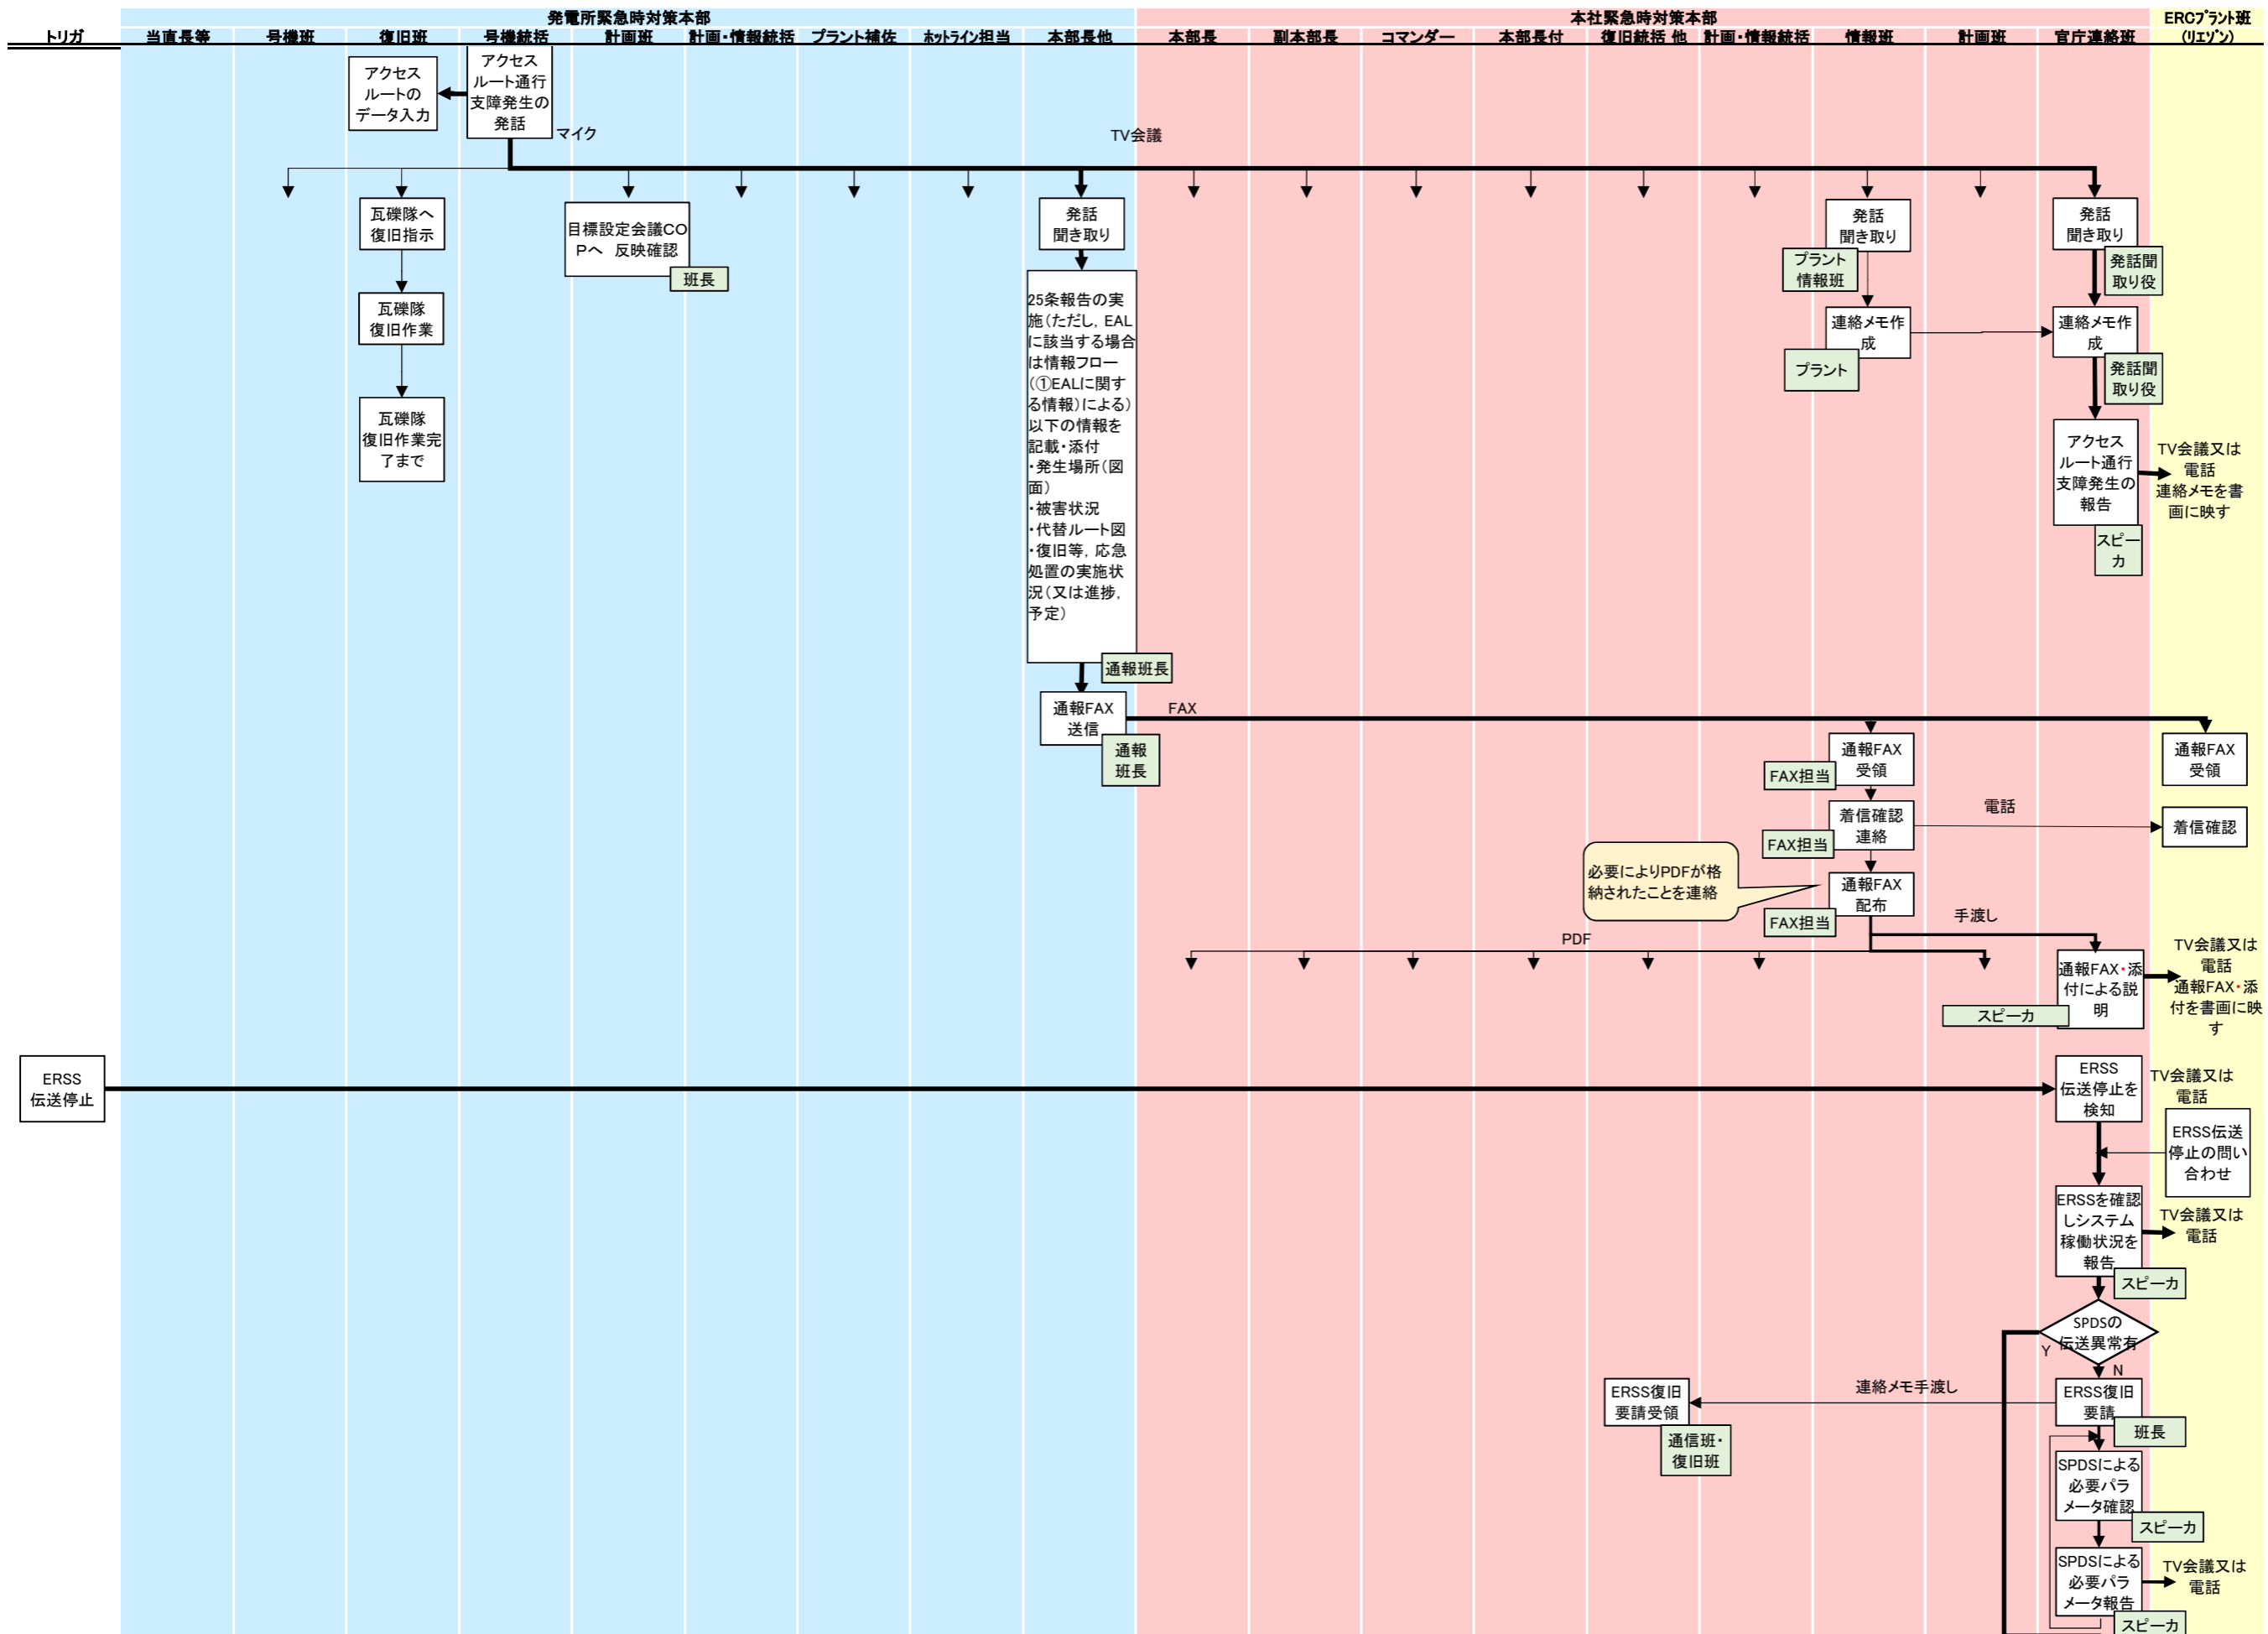 発電所緊急時対策本部
本社緊急時対策本部
ERCプラント班
(リエゾン)
トリガ
当直長等
号機班
復旧班
号機統括
計画班
計画・情報統括
プラント補佐
ホットライン担当
本部長他
本部長
副本部長
コマンダー
本部長付
復旧統括 他
計画・情報統括
情報班
計画班
官庁連絡班
アクセス
ルートの
データ入力
アクセス
ルート通行
支障発生の
発話
マイク
TV会議
瓦礫隊へ
復旧指示
目標設定会議CO
Pへ 反映確認
班長
発話
聞き取り
発話
聞き取り
プラント
情報班
発話
聞き取り
発話聞
取り役
瓦礫隊
復旧作業
25条報告の実
施(ただし, EAL
に該当する場合
は情報フロー
(①EALに関す
る情報)による)
以下の情報を
記載・添付
・発生場所(図
面)
・被害状況
・代替ルート図
・復旧等, 応急
処置の実施状
況(又は進捗,
予定)
通報班長
連絡メモ作
成
プラント
連絡メモ作
成
発話聞
取り役
瓦礫隊
復旧作業完
了まで
アクセス
ルート通行
支障発生の
報告
スピー
カ
TV会議又は
電話
連絡メモを書
画に映す
通報FAX
送信
通報
班長
FAX
通報FAX
受領
FAX担当
通報FAX
受領
着信確認
連絡
FAX担当
電話
着信確認
必要によりPDFが格
納されたことを連絡
通報FAX
配布
FAX担当
手渡し
PDF
通報FAX・添
付による説
明
スピーカ
TV会議又は
電話
通報FAX・添
付を書画に映
す
ERSS
伝送停止
ERSS
伝送停止を
検知
TV会議又は
電話
ERSS伝送
停止の問い
合わせ
ERSSを確認
しシステム
稼働状況を
報告
スピーカ
TV会議又は
電話
SPDSの
伝送異常有
Y
N
ERSS復旧
要請受領
通信班・
復旧班
連絡メモ手渡し
ERSS復旧
要請
班長
SPDSによる
必要パラ
メータ確認
スピーカ
SPDSによる
必要パラ
メータ報告
スピーカ
TV会議又は
電話